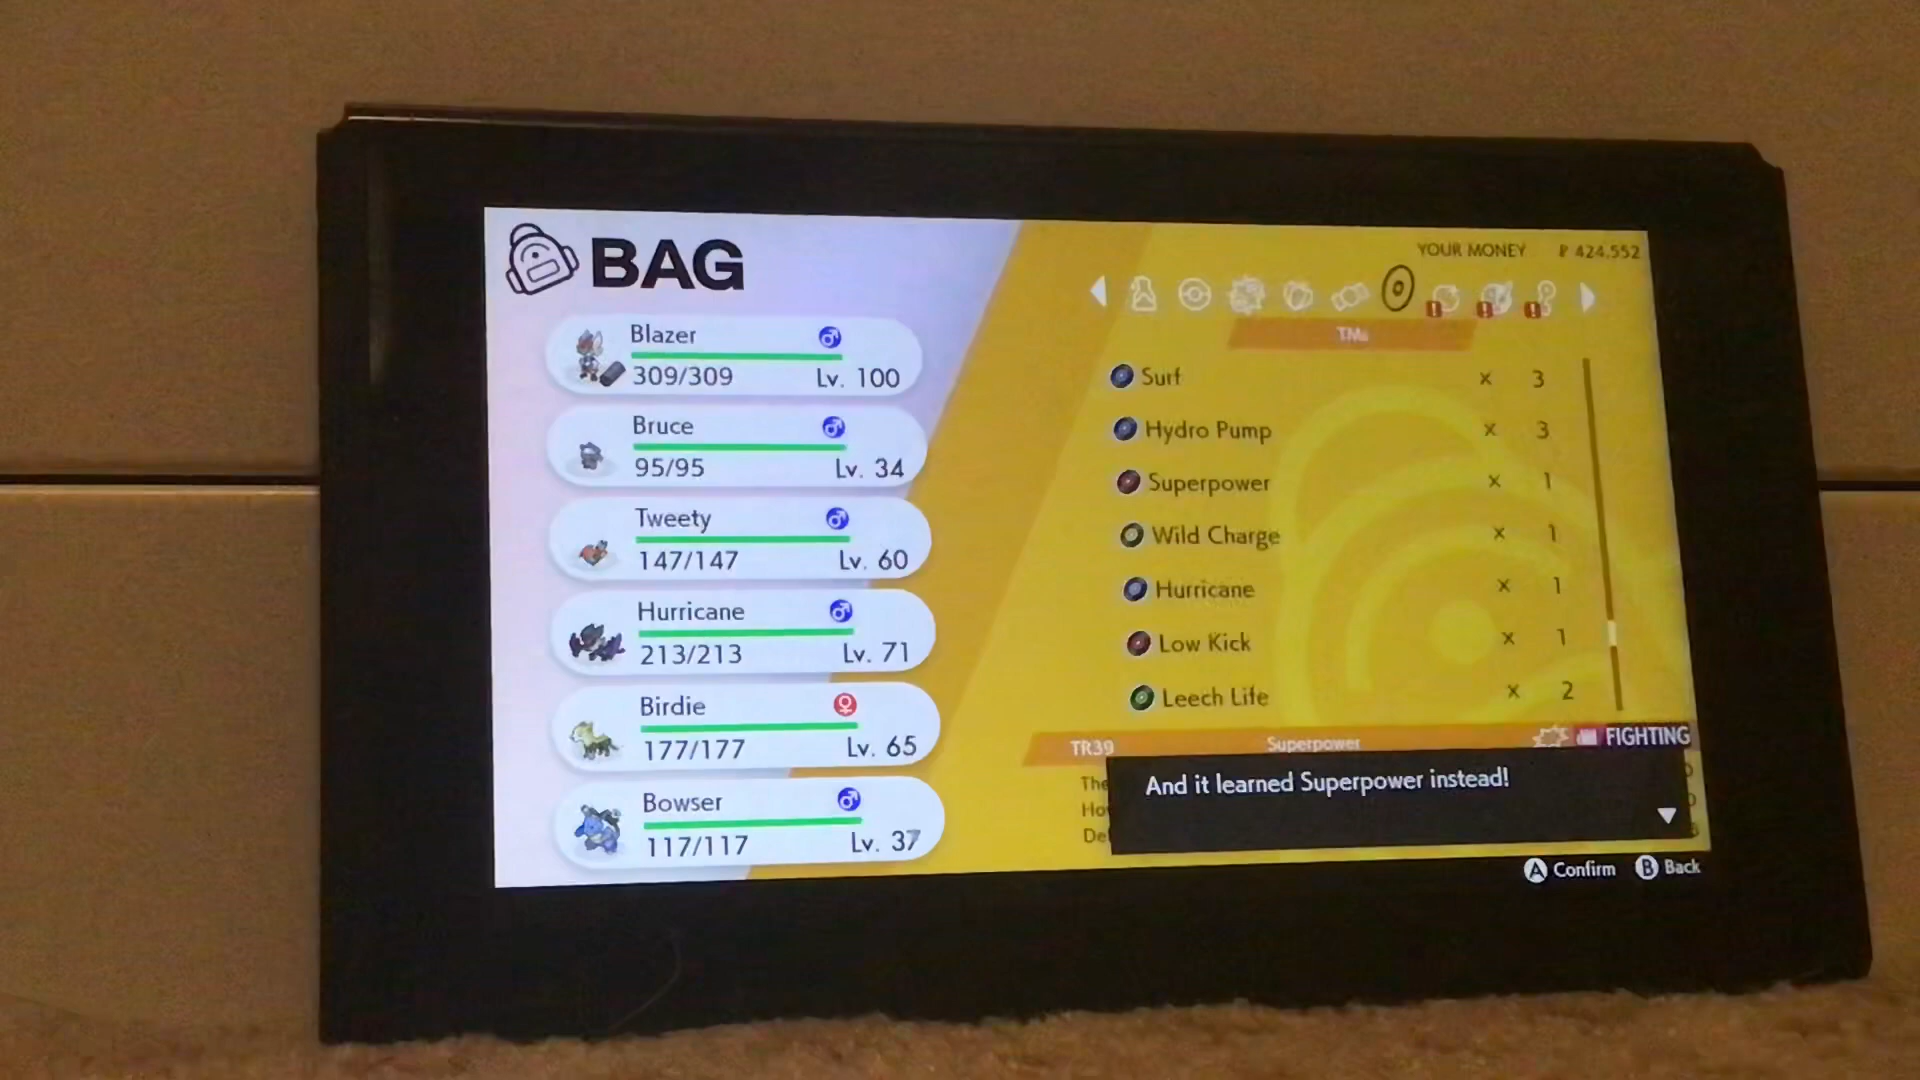 BAG
YOUR MONEY ₽ 424,552
TMs
Blazer ♂
309/309 Lv. 100
Bruce ♂
95/95 Lv. 34
Tweety ♂
147/147 Lv. 60
Hurricane ♂
213/213 Lv. 71
Birdie ♀
177/177 Lv. 65
Bowser ♂
117/117 Lv. 37
Surf × 3
Hydro Pump × 3
Superpower × 1
Wild Charge × 1
Hurricane × 1
Low Kick × 1
Leech Life × 2
TR39 Superpower FIGHTING
The
And it learned Superpower instead!
A Confirm B Back